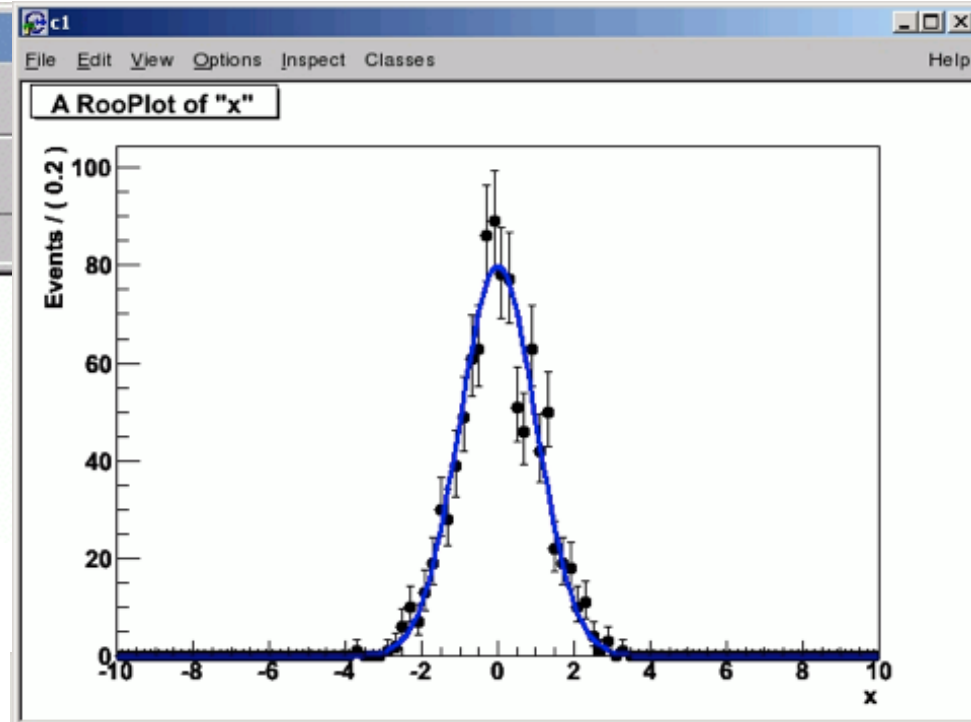 c1
File Edit View Options Inspect Classes Help
A RooPlot of "x"
Events / ( 0.2 )
100
80
60
40
20
0
-10 -8 -6 -4 -2 0 2 4 6 8 10
x